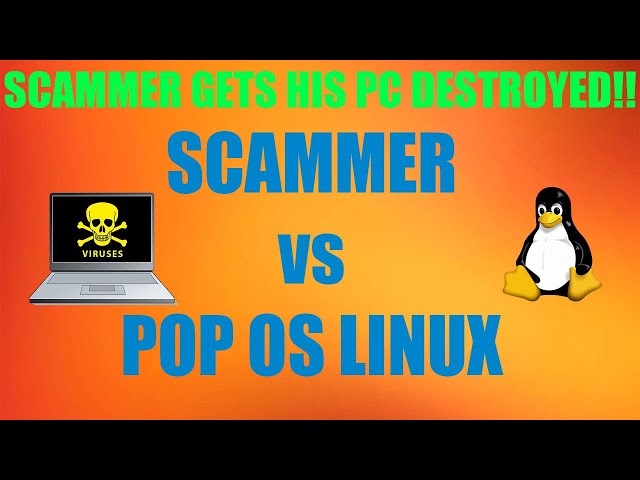 SCAMMER GETS HIS PC DESTROYED!!
SCAMMER
VS
POP OS LINUX
VIRUSES